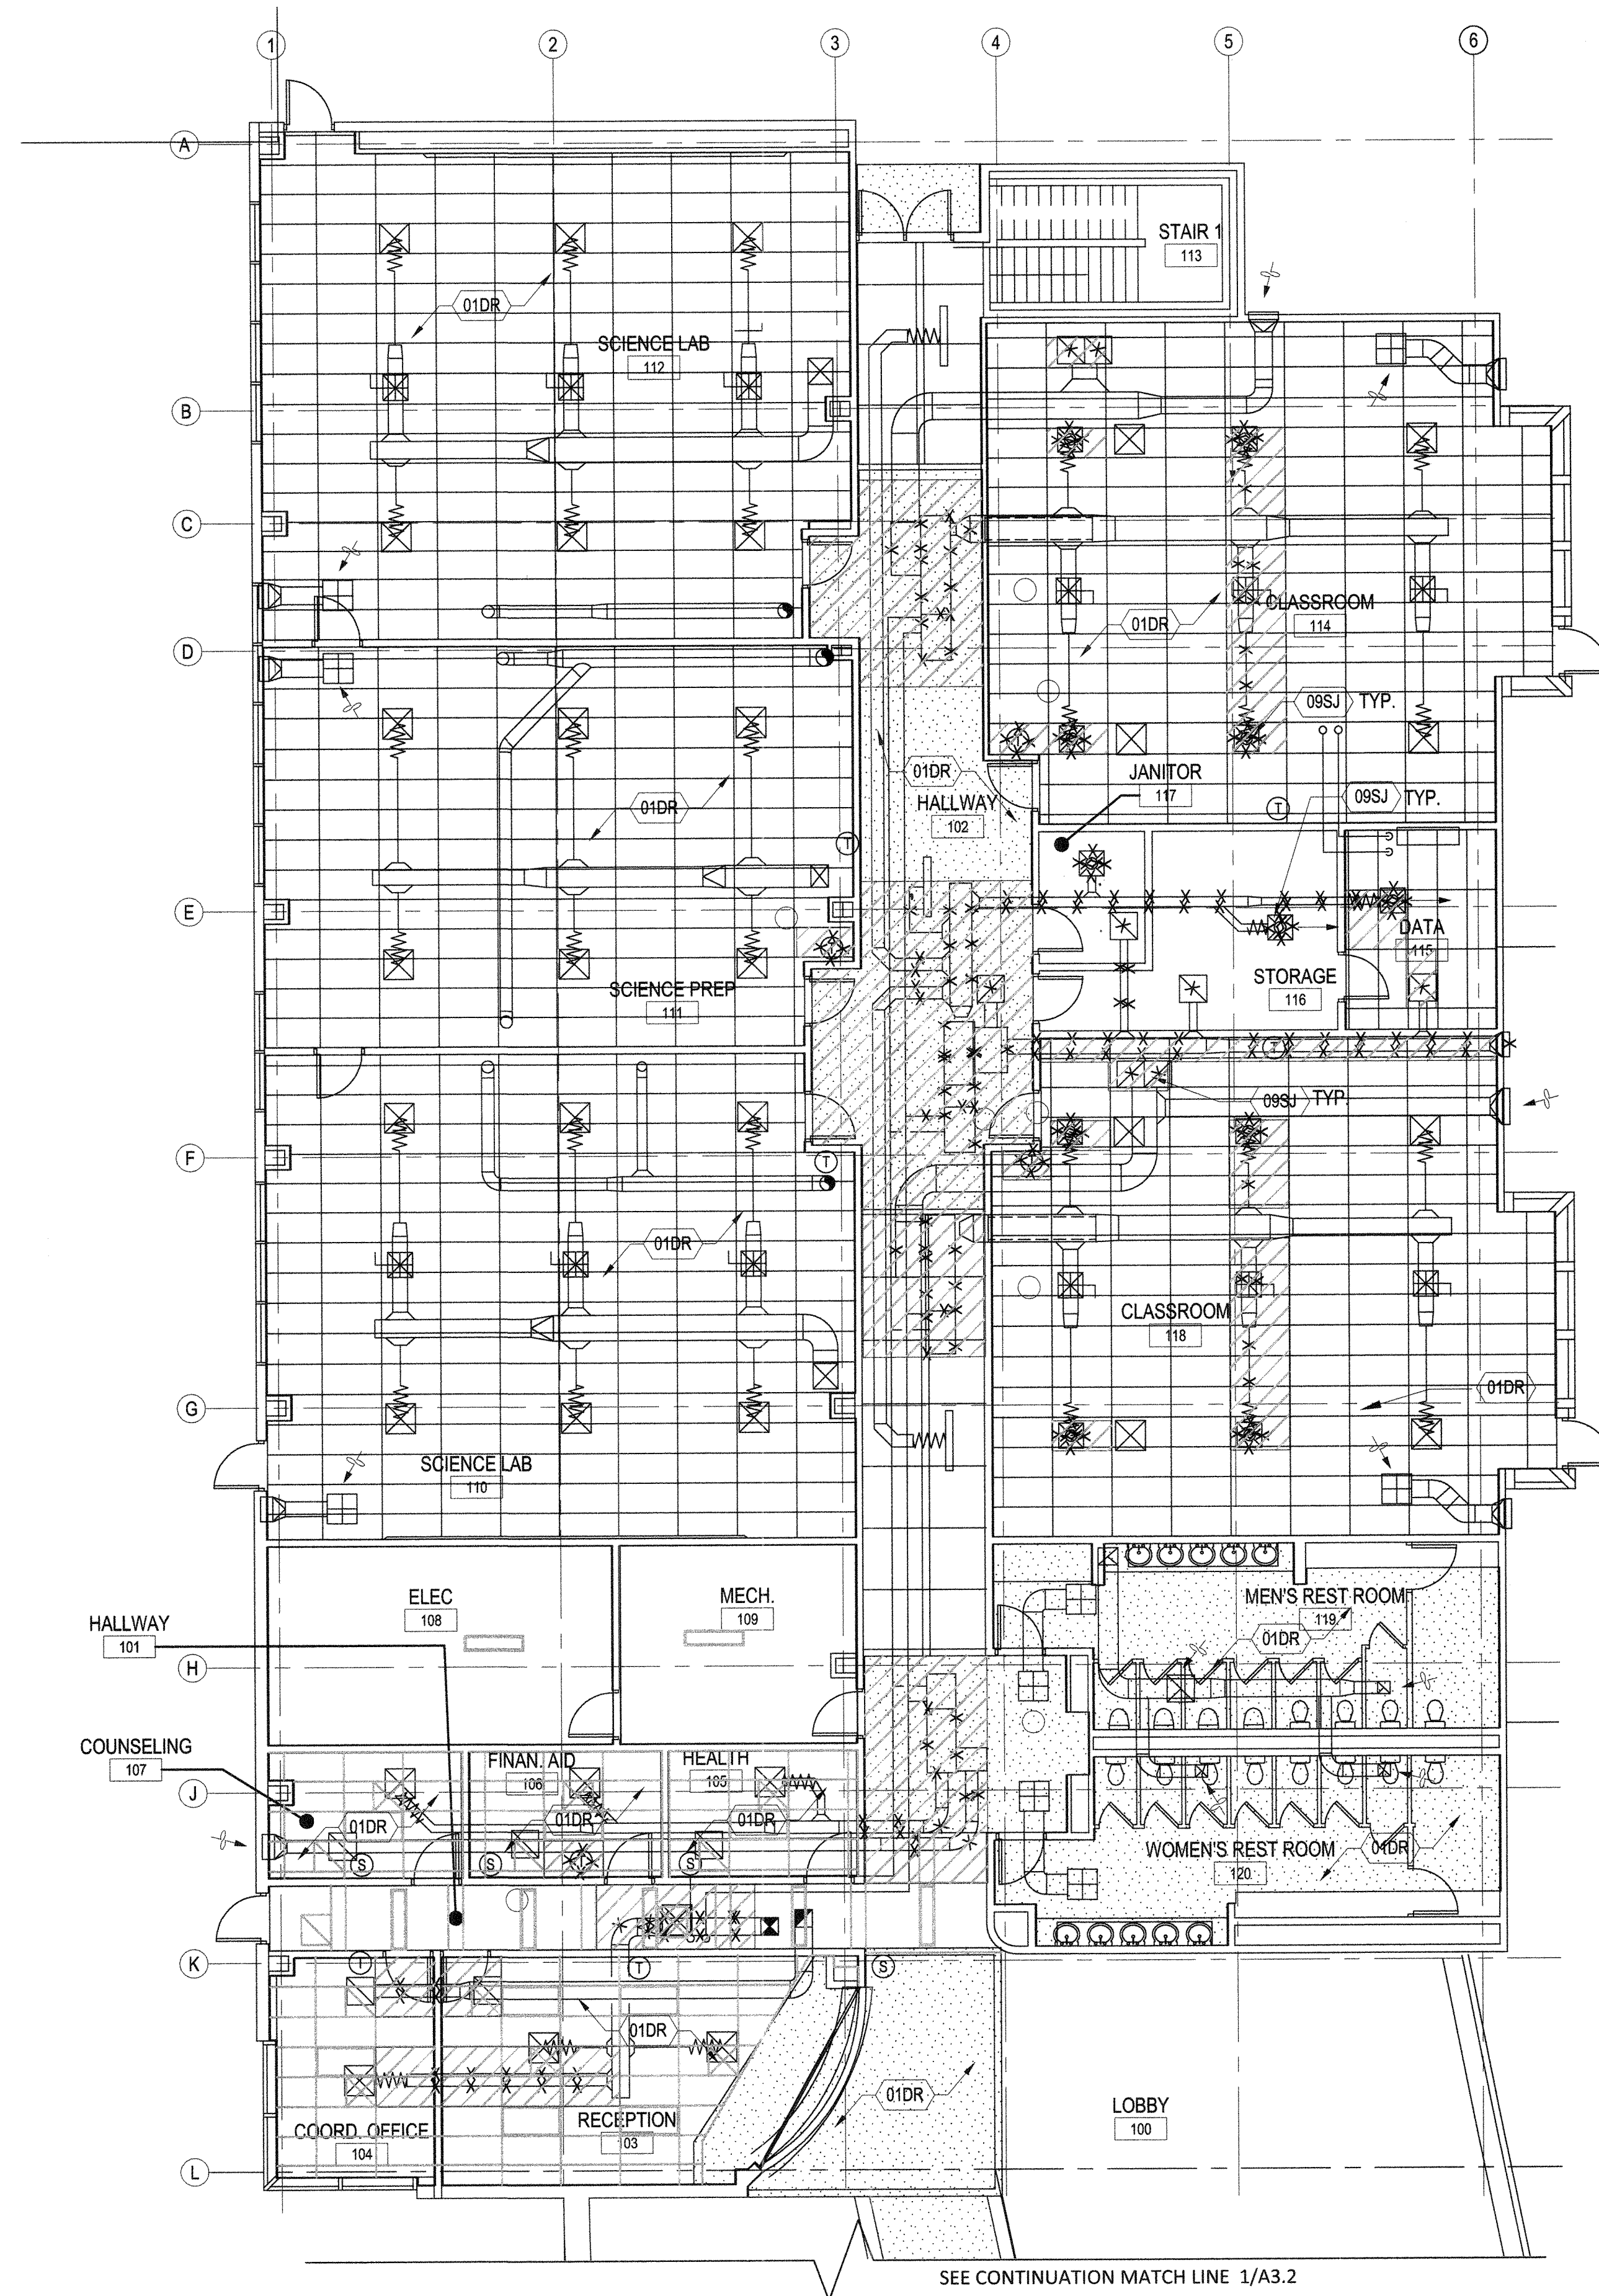 1 2 3 4 5 6
A
STAIR 1
113
01DR
SCIENCE LAB
112
B
C
CLASSROOM
114
01DR
D
09SJ TYP.
01DR
JANITOR
117
09SJ TYP.
01DR
HALLWAY
102
T
T
E
DATA
115
STORAGE
116
SCIENCE PREP
111
T
09SJ TYP.
F
T
01DR
CLASSROOM
118
01DR
G
SCIENCE LAB
110
ELEC
108
MECH.
109
MEN'S REST ROOM
119
01DR
HALLWAY
101
H
COUNSELING
107
FINAN. AID
106
HEALTH
105
J
01DR
01DR
01DR
S
S
S
WOMEN'S REST ROOM
120
01DR
K
T
T
S
01DR
01DR
LOBBY
100
RECEPTION
103
COORD. OFFICE
104
L
SEE CONTINUATION MATCH LINE 1/A3.2